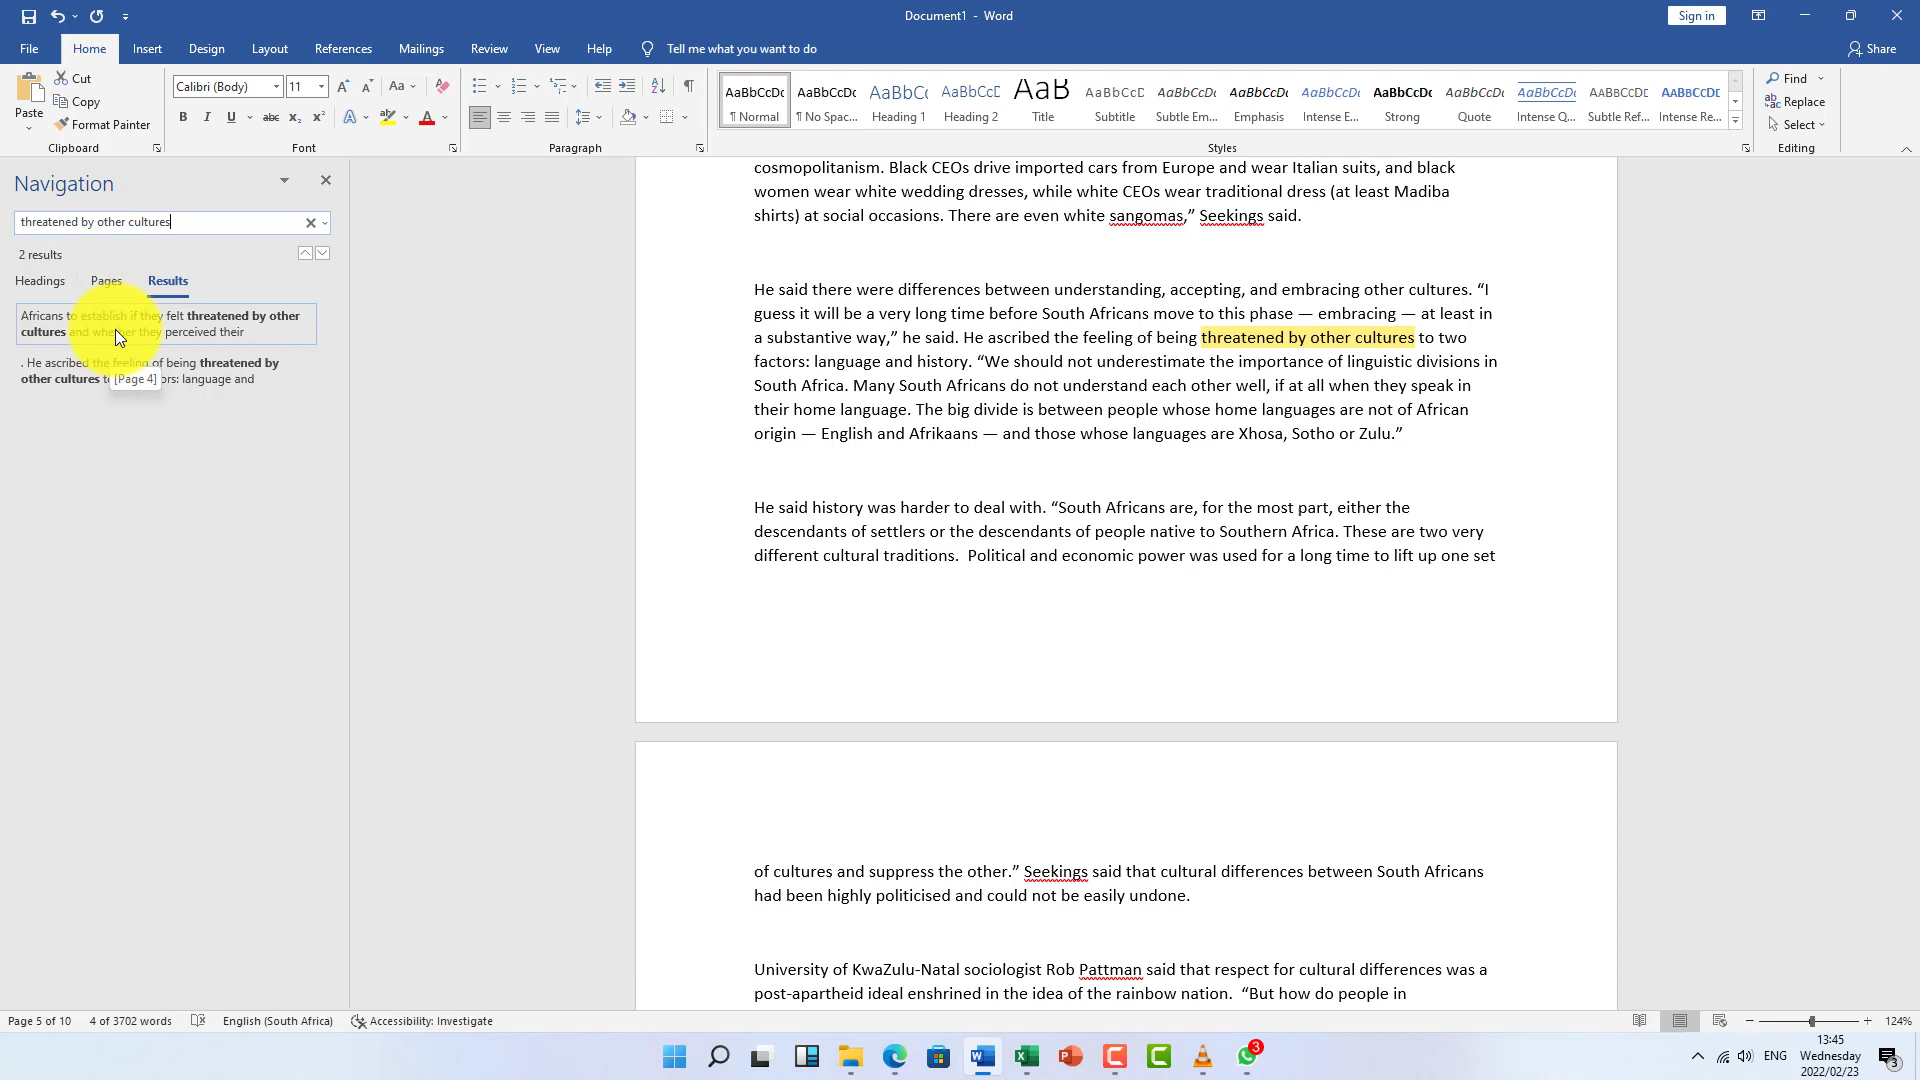 Document1 - Word
Sign in
File Home Insert Design Layout References Mailings Review View Help Tell me what you want to do Share
Paste
Cut
Copy
Format Painter
Clipboard
Calibri (Body) 11
Font
Paragraph
AaBbCcDc AaBbCcDc AaBbC( AaBbCcD AaB AaBbCcD AaBbCcDc AaBbCcDc AaBbCcDc AaBbCcDc AaBbCcDc AaBbCcDc AABBCCDE AABBCCDE
¶ Normal ¶ No Spac... Heading 1 Heading 2 Title Subtitle Subtle Em... Emphasis Intense E... Strong Quote Intense Q... Subtle Ref... Intense Re...
Styles
Find
Replace
Select
Editing
Navigation
threatened by other cultures
2 results
Headings Pages Results
Africans to establish if they felt threatened by other
cultures and whether they perceived their
. He ascribed the feeling of being threatened by
other cultures t ors: language and
[Page 4]
cosmopolitanism. Black CEOs drive imported cars from Europe and wear Italian suits, and black
women wear white wedding dresses, while white CEOs wear traditional dress (at least Madiba
shirts) at social occasions. There are even white sangomas,” Seekings said.
He said there were differences between understanding, accepting, and embracing other cultures. “I
guess it will be a very long time before South Africans move to this phase — embracing — at least in
a substantive way,” he said. He ascribed the feeling of being threatened by other cultures to two
factors: language and history. “We should not underestimate the importance of linguistic divisions in
South Africa. Many South Africans do not understand each other well, if at all when they speak in
their home language. The big divide is between people whose home languages are not of African
origin — English and Afrikaans — and those whose languages are Xhosa, Sotho or Zulu.”
He said history was harder to deal with. “South Africans are, for the most part, either the
descendants of settlers or the descendants of people native to Southern Africa. These are two very
different cultural traditions.  Political and economic power was used for a long time to lift up one set
of cultures and suppress the other.” Seekings said that cultural differences between South Africans
had been highly politicised and could not be easily undone.
University of KwaZulu-Natal sociologist Rob Pattman said that respect for cultural differences was a
post-apartheid ideal enshrined in the idea of the rainbow nation.  “But how do people in
Page 5 of 10 4 of 3702 words English (South Africa) Accessibility: Investigate 124%
3
ENG
13:45
Wednesday
2022/02/23
3